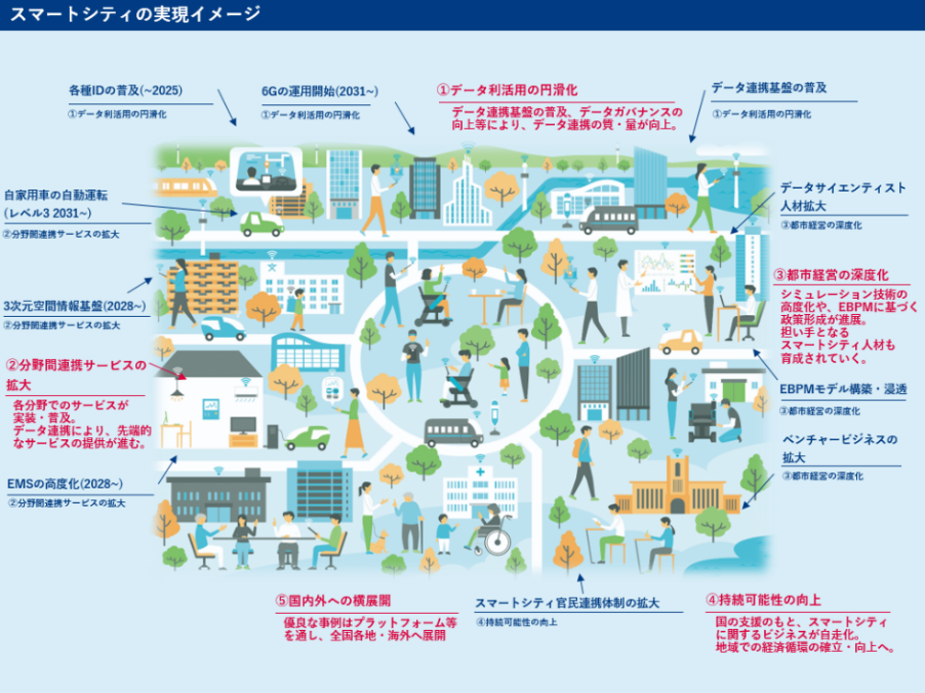 スマートシティの実現イメージ
各種IDの普及(~2025)
①データ利活用の円滑化
6Gの運用開始(2031~)
①データ利活用の円滑化
①データ利活用の円滑化
データ連携基盤の普及、データガバナンスの
向上等により、データ連携の質・量が向上。
データ連携基盤の普及
①データ利活用の円滑化
自家用車の自動運転
(レベル3 2031~)
②分野間連携サービスの拡大
データサイエンティスト
人材拡大
③都市経営の深度化
3次元空間情報基盤(2028~)
②分野間連携サービスの拡大
③都市経営の深度化
シミュレーション技術の
高度化や、EBPMに基づく
政策形成が進展。
担い手となる
スマートシティ人材も
育成されていく。
②分野間連携サービスの
拡大
各分野でのサービスが
実装・普及。
データ連携により、先端的
なサービスの提供が進む。
EBPMモデル構築・浸透
③都市経営の深度化
ベンチャービジネスの
拡大
③都市経営の深度化
EMSの高度化(2028~)
②分野間連携サービスの拡大
⑤国内外への横展開
優良な事例はプラットフォーム等
を通し、全国各地・海外へ展開
スマートシティ官民連携体制の拡大
④持続可能性の向上
④持続可能性の向上
国の支援のもと、スマートシティ
に関するビジネスが自走化。
地域での経済循環の確立・向上へ。